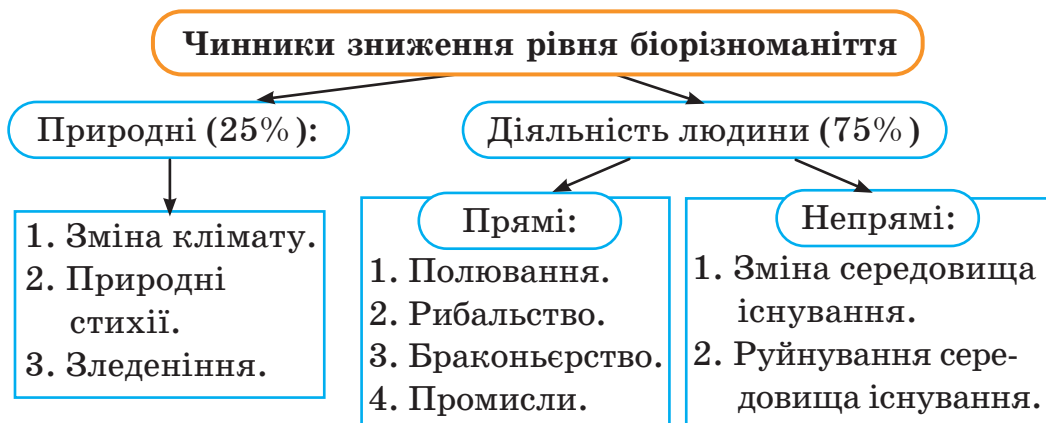 Чинники зниження рівня біорізноманіття
Природні (25%):
Діяльність людини (75%)
1. Зміна клімату.
2. Природні
стихії.
3. Зледеніння.
Прямі:
1. Полювання.
2. Рибальство.
3. Браконьєрство.
4. Промисли.
Непрямі:
1. Зміна середовища
існування.
2. Руйнування сере-
довища існування.